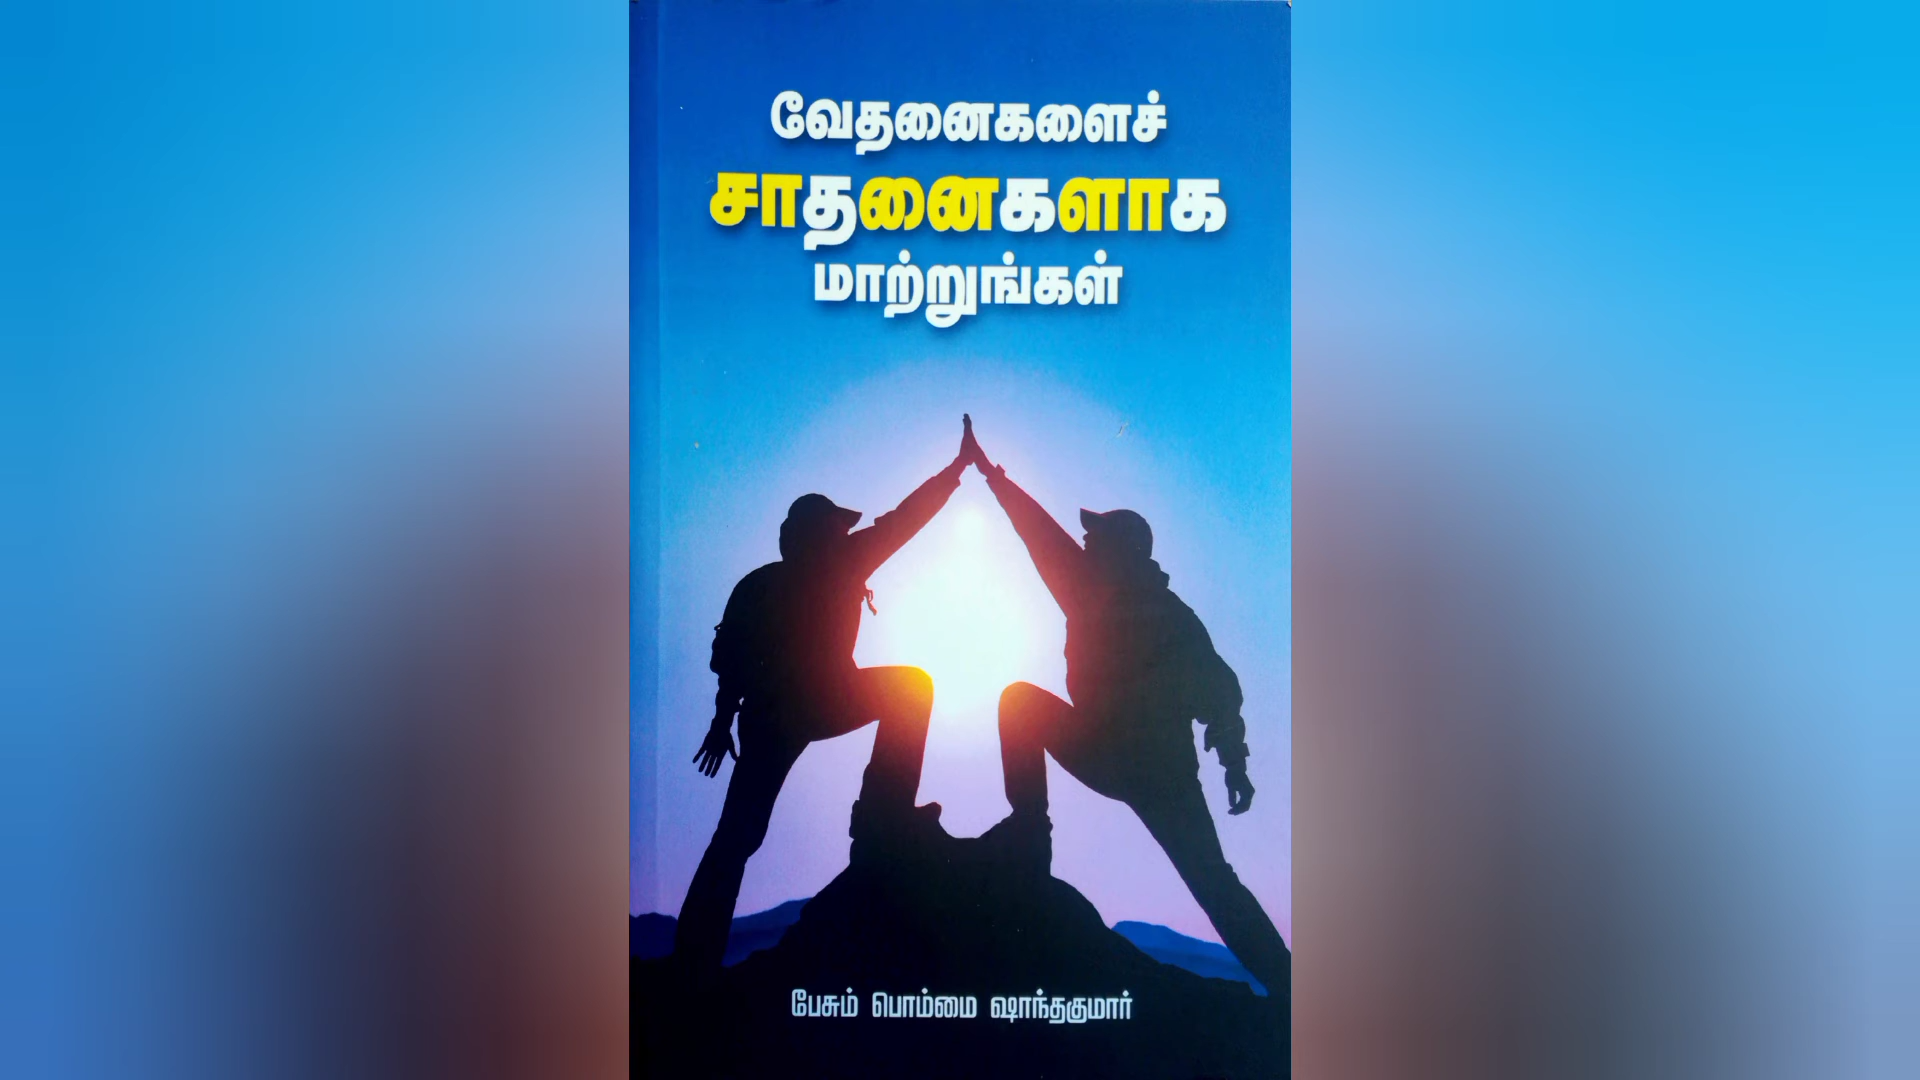 வேதனைகளைச்
சாதனைகளாக
மாற்றுங்கள்
பேசும் பொம்மை ஷாந்தகுமார்